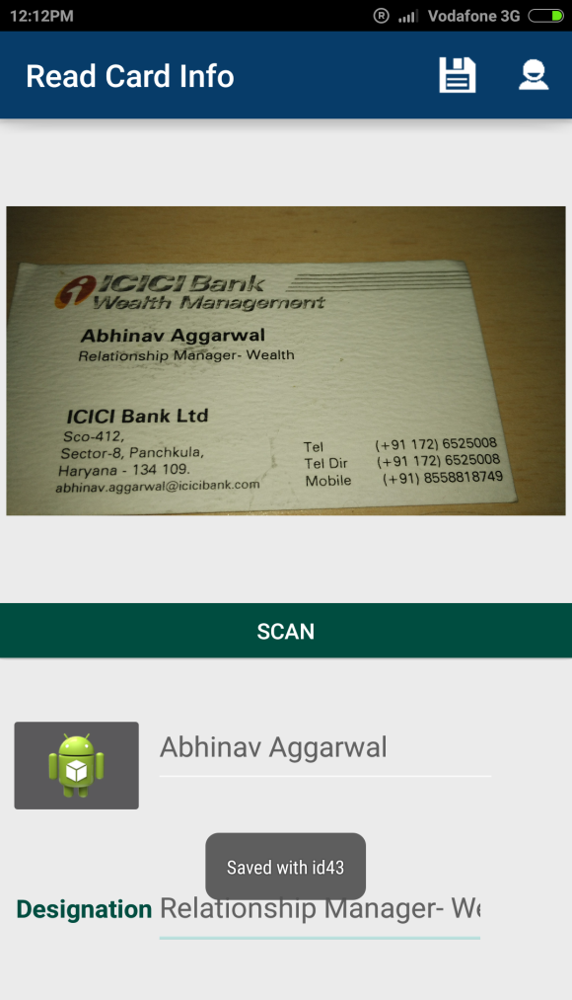 12:12PM
R
Vodafone 3G
Read Card Info
ICICI Bank
Wealth Management
Abhinav Aggarwal
Relationship Manager- Wealth
ICICI Bank Ltd
Sco-412,
Sector-8, Panchkula,
Haryana - 134 109.
abhinav.aggarwal@icicibank.com
Tel (+91 172) 6525008
Tel Dir (+91 172) 6525008
Mobile (+91) 8558818749
SCAN
Abhinav Aggarwal
Saved with id43
Designation Relationship Manager- We